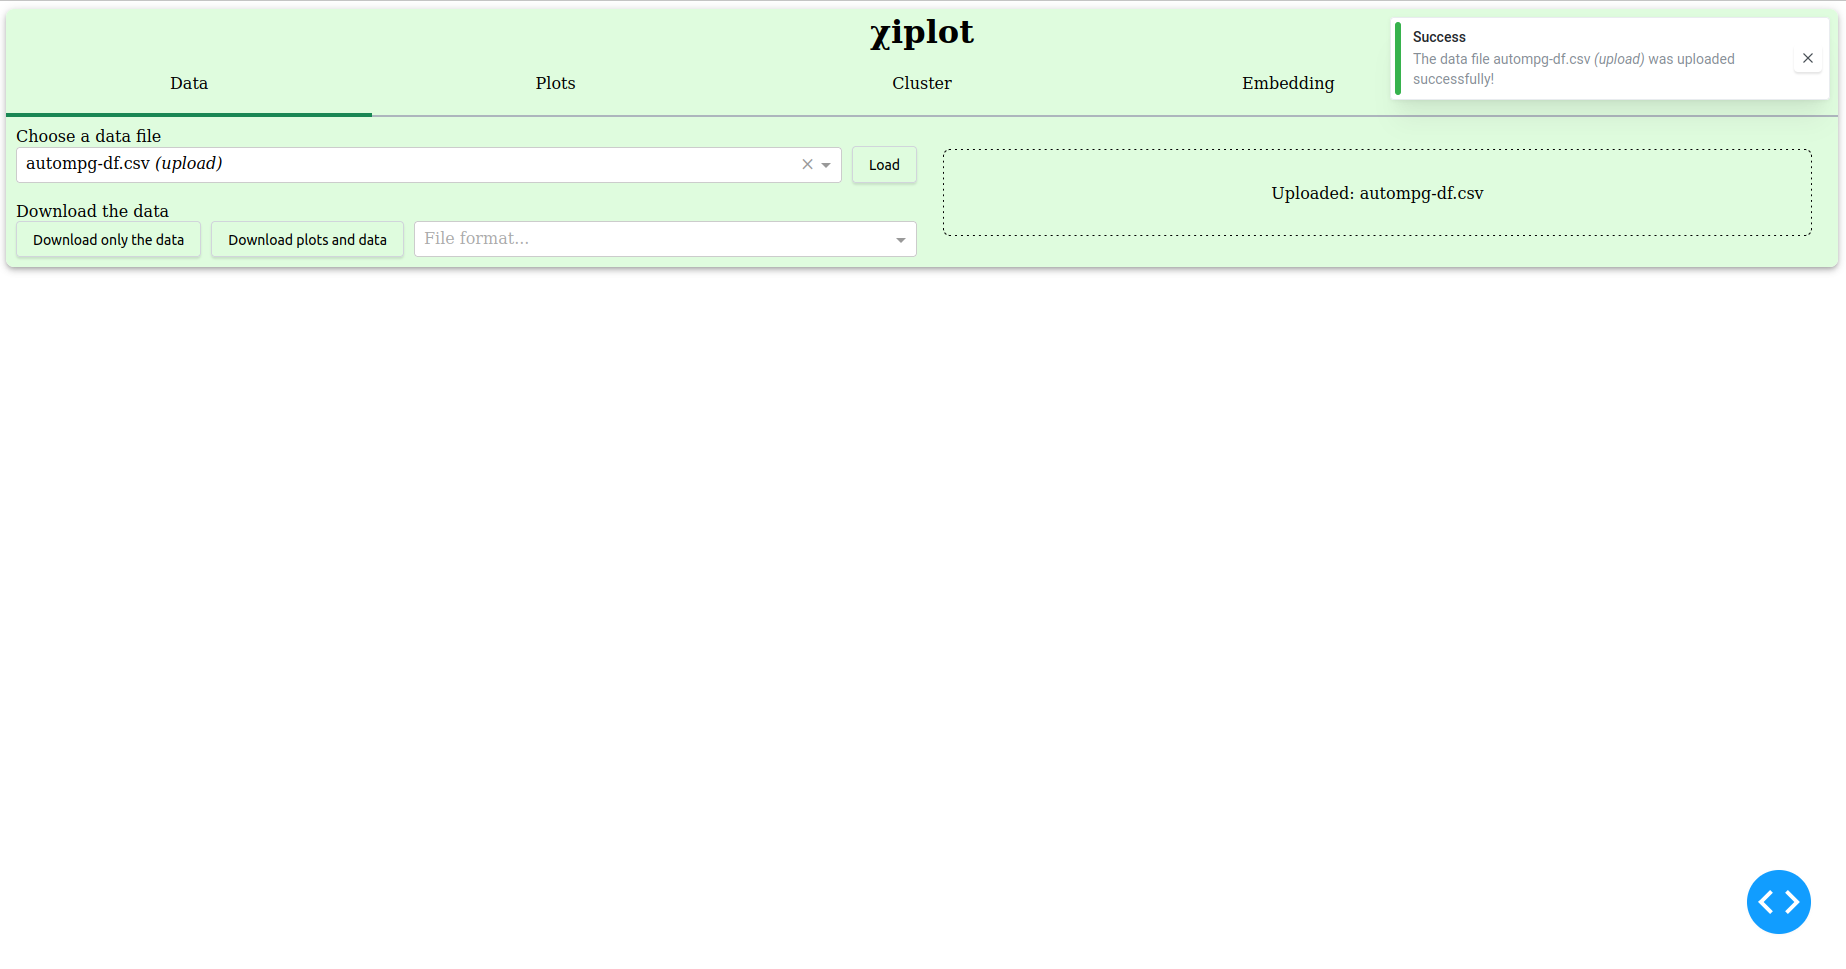 χiplot
Data
Plots
Cluster
Embedding
Success
The data file autompg-df.csv (upload) was uploaded
successfully!
Choose a data file
autompg-df.csv (upload)
Load
Uploaded: autompg-df.csv
Download the data
Download only the data
Download plots and data
File format...